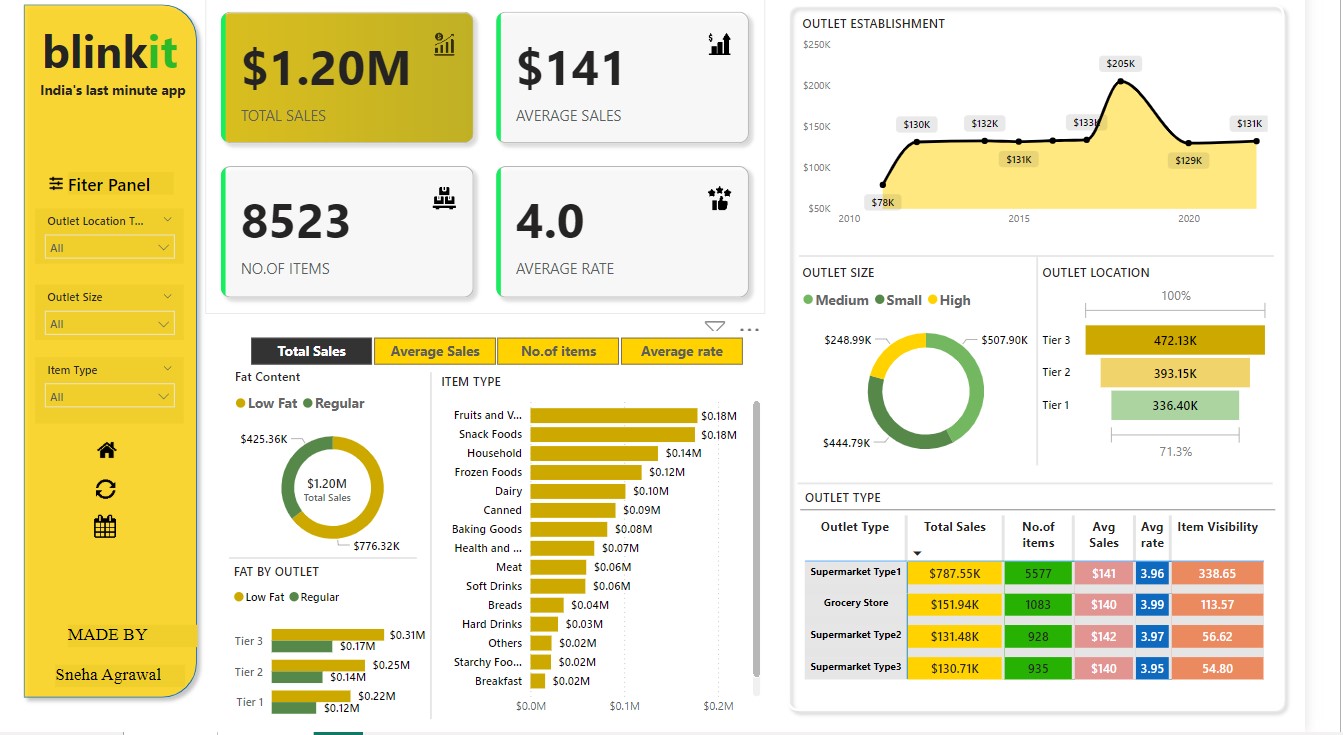 blinkit
India's last minute app
Fiter Panel
Outlet Location T...
All
Outlet Size
All
Item Type
All
MADE BY
Sneha Agrawal
$1.20M
TOTAL SALES
$141
AVERAGE SALES
8523
NO.OF ITEMS
4.0
AVERAGE RATE
Total Sales
Average Sales
No.of items
Average rate
Fat Content
Low Fat Regular
$425.36K
$1.20M
Total Sales
$776.32K
FAT BY OUTLET
Low Fat Regular
Tier 3 $0.31M
$0.17M
Tier 2 $0.25M
$0.14M
Tier 1 $0.22M
$0.12M
ITEM TYPE
Fruits and V... $0.18M
Snack Foods $0.18M
Household $0.14M
Frozen Foods $0.12M
Dairy $0.10M
Canned $0.09M
Baking Goods $0.08M
Health and ... $0.07M
Meat $0.06M
Soft Drinks $0.06M
Breads $0.04M
Hard Drinks $0.03M
Others $0.02M
Starchy Foo... $0.02M
Breakfast $0.02M
$0.0M $0.1M $0.2M
OUTLET ESTABLISHMENT
$250K
$200K
$150K
$100K
$50K
$78K
$130K
$132K
$131K
$133K
$205K
$129K
$131K
2010 2015 2020
OUTLET SIZE
Medium Small High
$248.99K
$507.90K
$444.79K
OUTLET LOCATION
100%
Tier 3 472.13K
Tier 2 393.15K
Tier 1 336.40K
71.3%
OUTLET TYPE
Outlet Type Total Sales No.of items Avg Sales Avg rate Item Visibility
Supermarket Type1 $787.55K 5577 $141 3.96 338.65
Grocery Store $151.94K 1083 $140 3.99 113.57
Supermarket Type2 $131.48K 928 $142 3.97 56.62
Supermarket Type3 $130.71K 935 $140 3.95 54.80